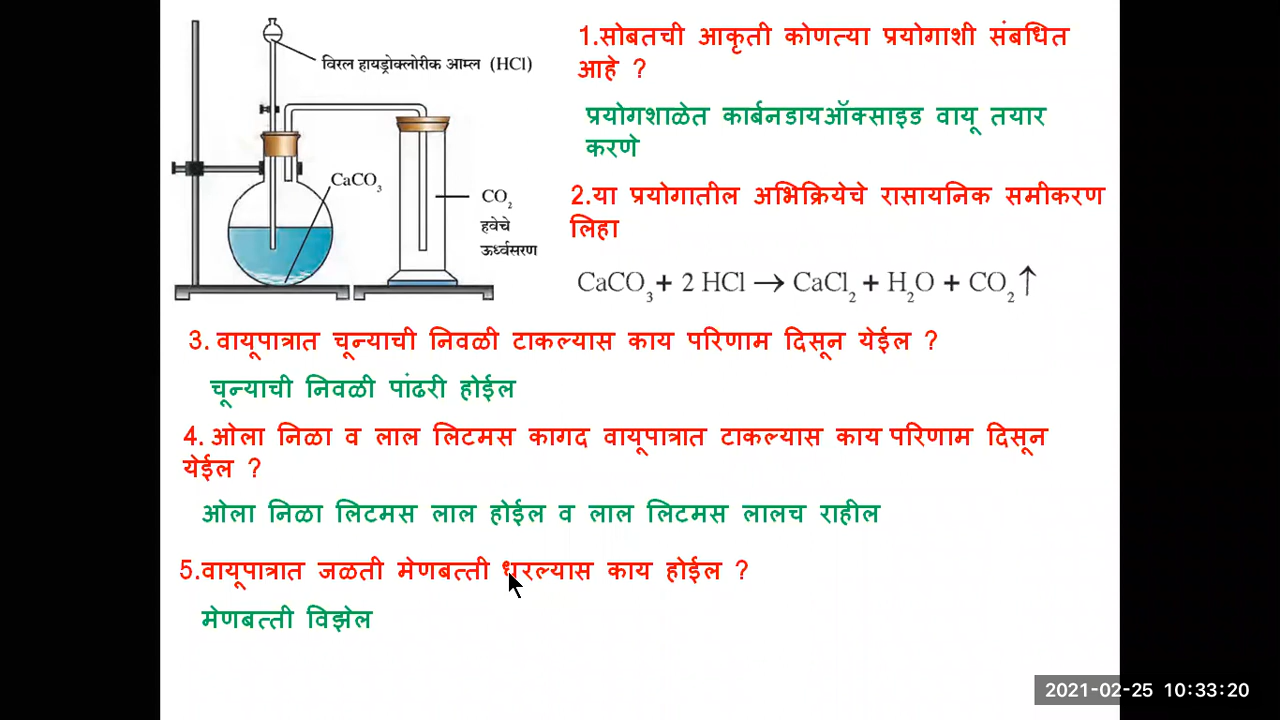 विरल हायड्रोक्लोरीक आम्ल (HCl)
CaCO₃
CO₂
हवेचे
ऊर्ध्वसरण
1.सोबतची आकृती कोणत्या प्रयोगाशी संबधित
आहे ?
प्रयोगशाळेत कार्बनडायऑक्साइड वायू तयार
करणे
2.या प्रयोगातील अभिक्रियेचे रासायनिक समीकरण
लिहा
CaCO₃ + 2 HCl → CaCl₂ + H₂O + CO₂ ↑
3. वायूपात्रात चून्याची निवळी टाकल्यास काय परिणाम दिसून येईल ?
चून्याची निवळी पांढरी होईल
4. ओला निळा व लाल लिटमस कागद वायूपात्रात टाकल्यास काय परिणाम दिसून
येईल ?
ओला निळा लिटमस लाल होईल व लाल लिटमस लालच राहील
5.वायूपात्रात जळती मेणबत्ती धरल्यास काय होईल ?
मेणबत्ती विझेल
2021-02-25 10:33:20